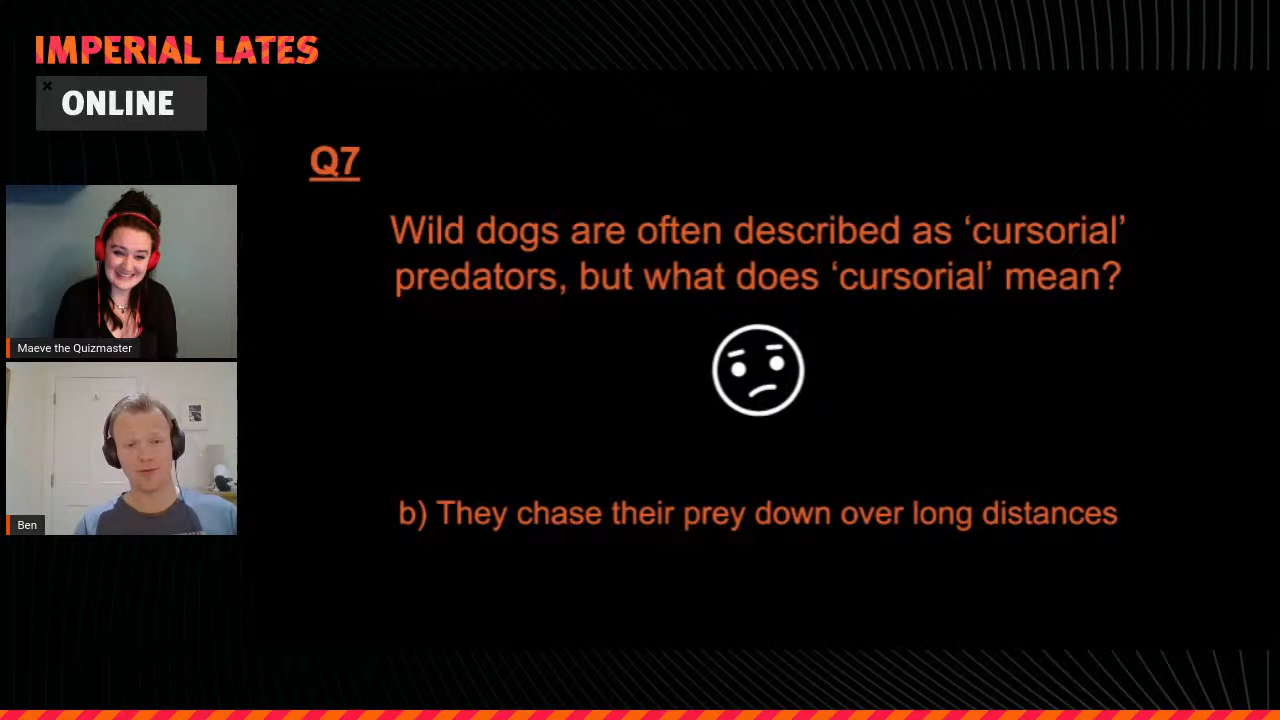 IMPERIAL LATES
ONLINE
Q7
Wild dogs are often described as ‘cursorial’
predators, but what does ‘cursorial’ mean?
Maeve the Quizmaster
b) They chase their prey down over long distances
Ben